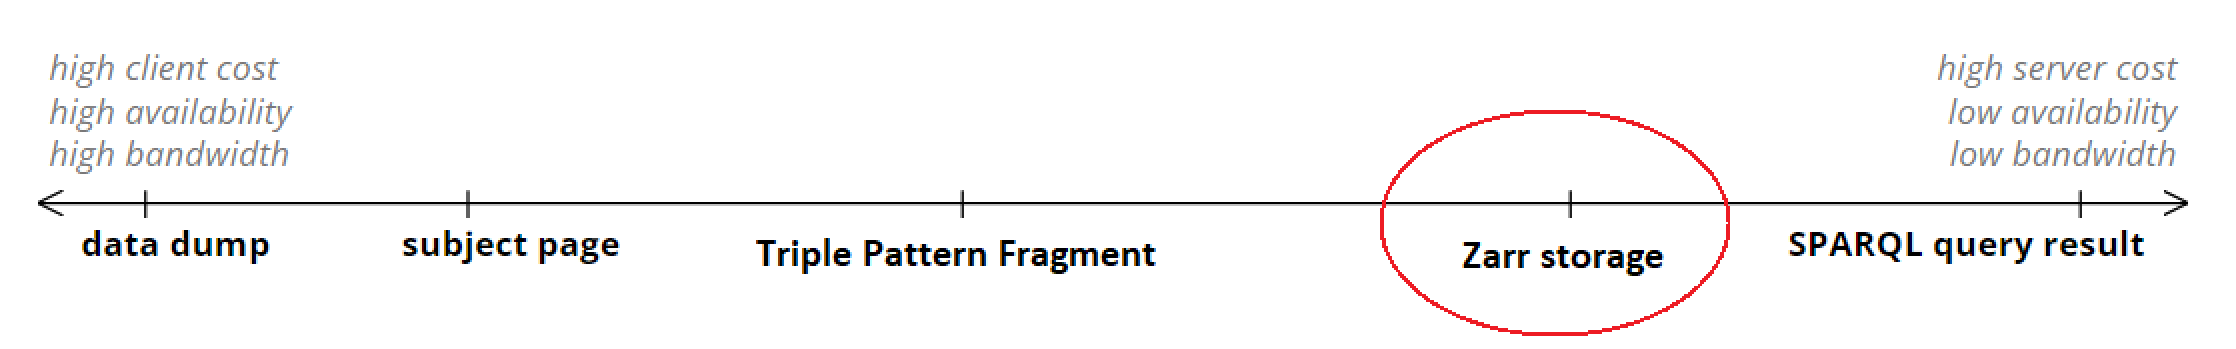 high client cost
high availability
high bandwidth
high server cost
low availability
low bandwidth
data dump
subject page
Triple Pattern Fragment
Zarr storage
SPARQL query result